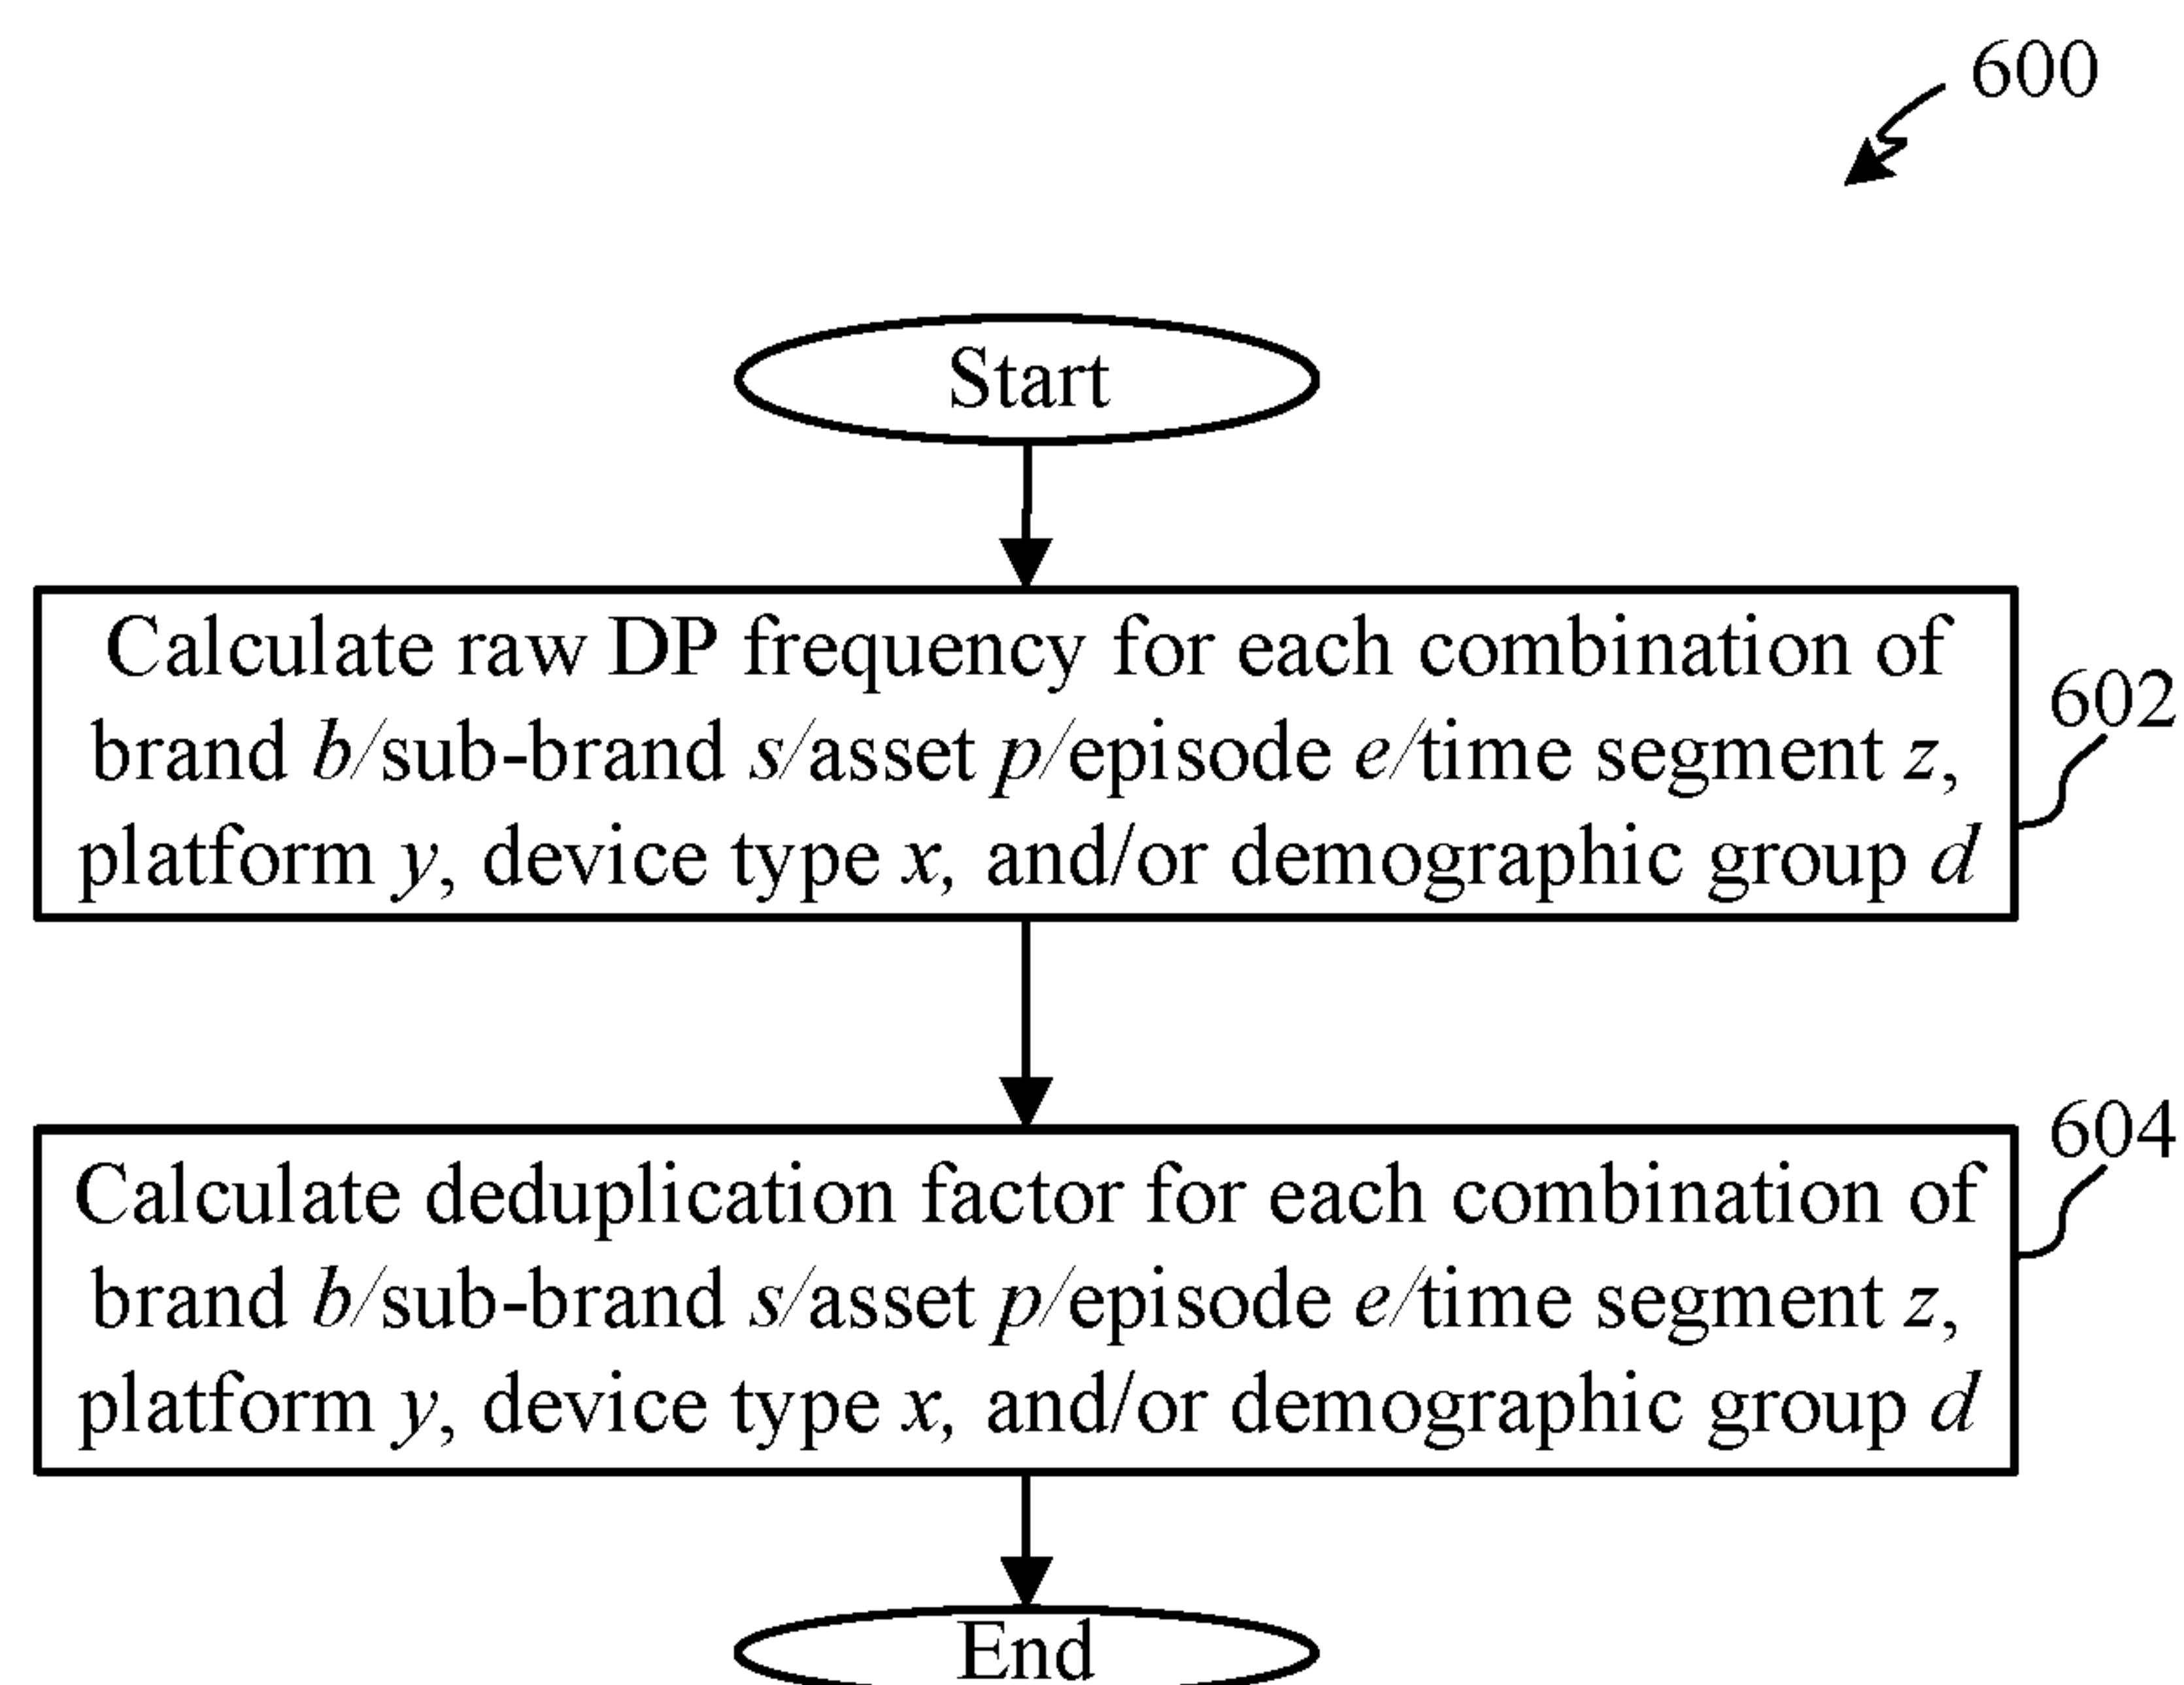 600
Start
Calculate raw DP frequency for each combination of
brand b/sub-brand s/asset p/episode e/time segment z,
platform y, device type x, and/or demographic group d
602
Calculate deduplication factor for each combination of
brand b/sub-brand s/asset p/episode e/time segment z,
platform y, device type x, and/or demographic group d
604
End